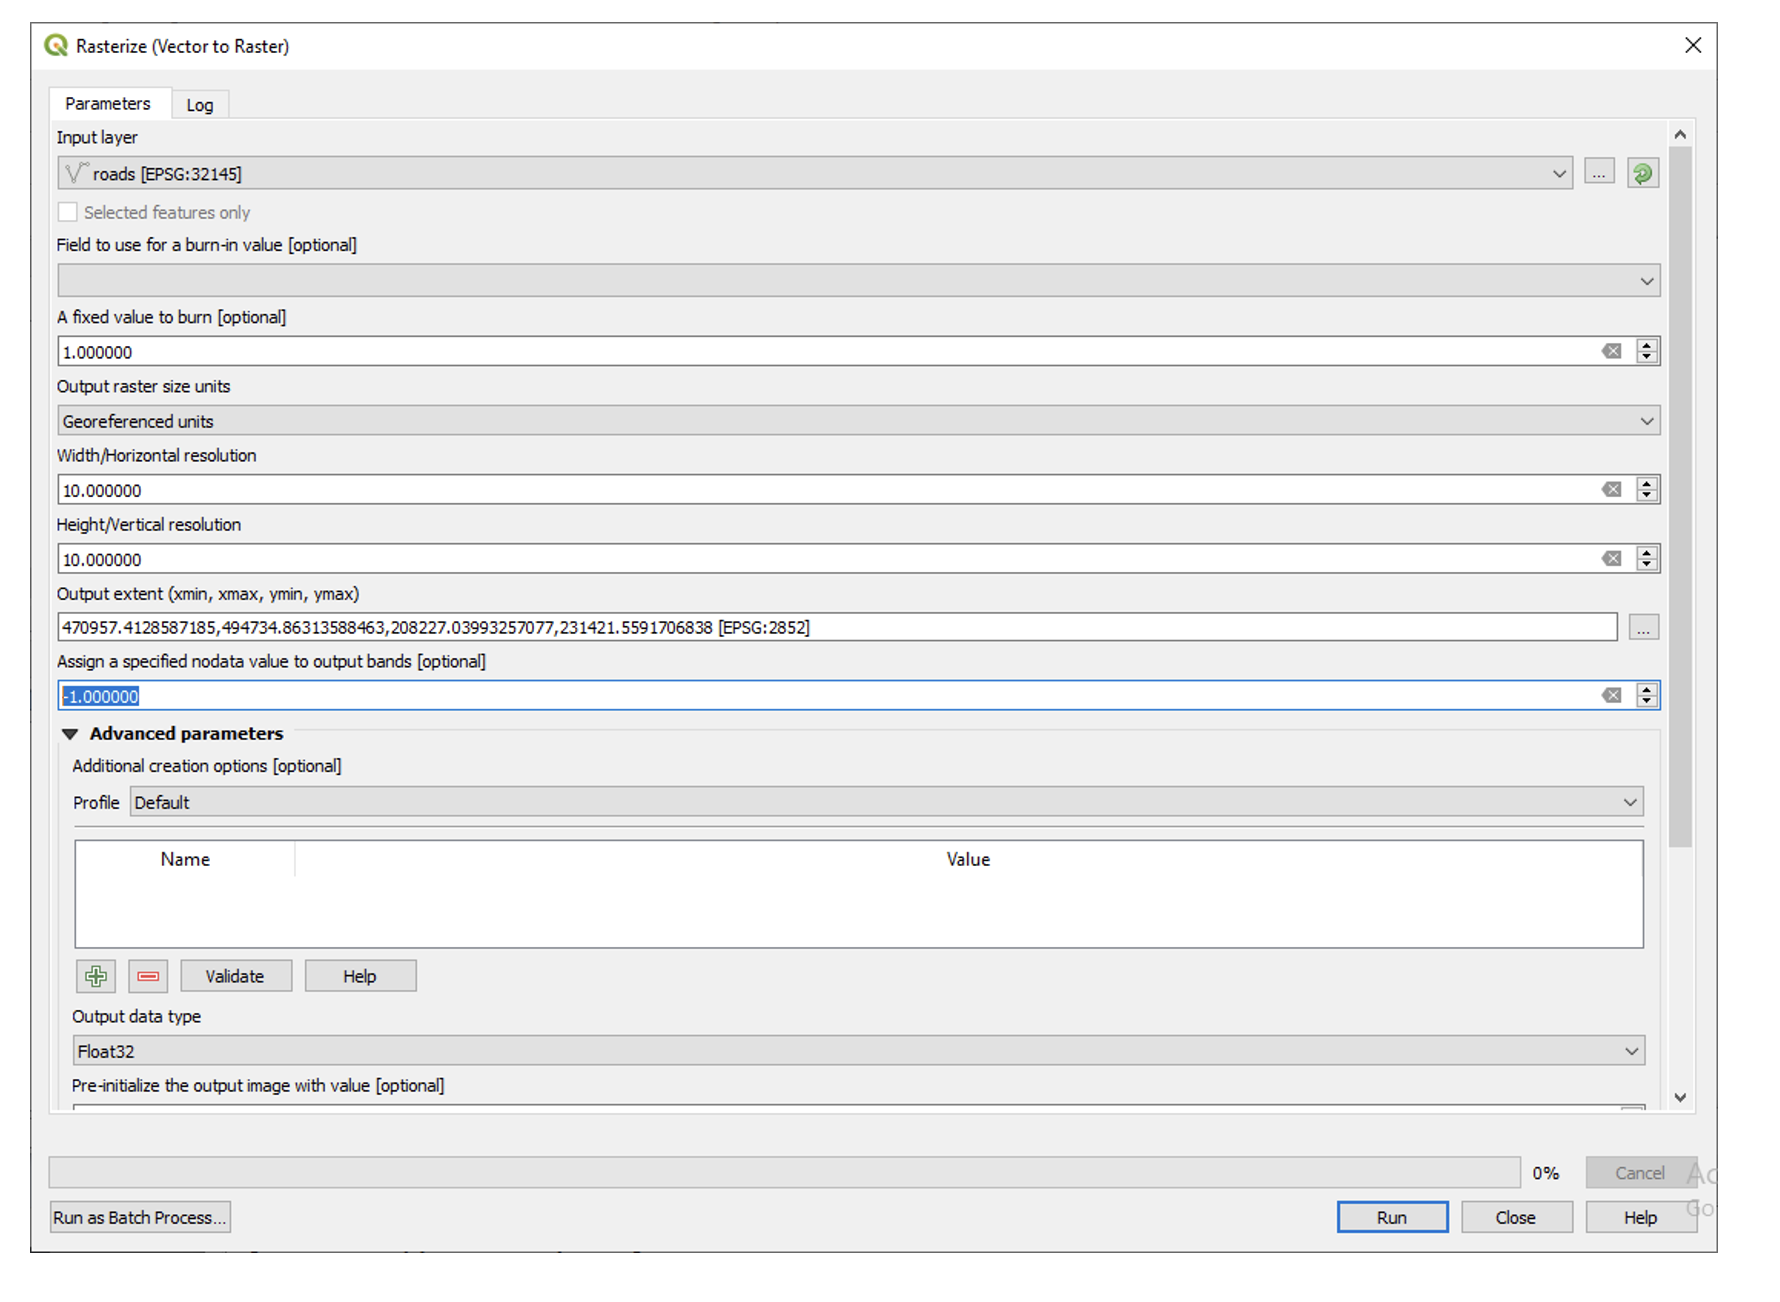 Rasterize (Vector to Raster)
Parameters
Log
Input layer
roads [EPSG:32145]
...
Selected features only
Field to use for a burn-in value [optional]
A fixed value to burn [optional]
1.000000
Output raster size units
Georeferenced units
Width/Horizontal resolution
10.000000
Height/Vertical resolution
10.000000
Output extent (xmin, xmax, ymin, ymax)
470957.4128587185,494734.86313588463,208227.03993257077,231421.5591706838 [EPSG:2852]
...
Assign a specified nodata value to output bands [optional]
-1.000000
Advanced parameters
Additional creation options [optional]
Profile Default
Name Value
Validate Help
Output data type
Float32
Pre-initialize the output image with value [optional]
0% Cancel
Run as Batch Process... Run Close Help